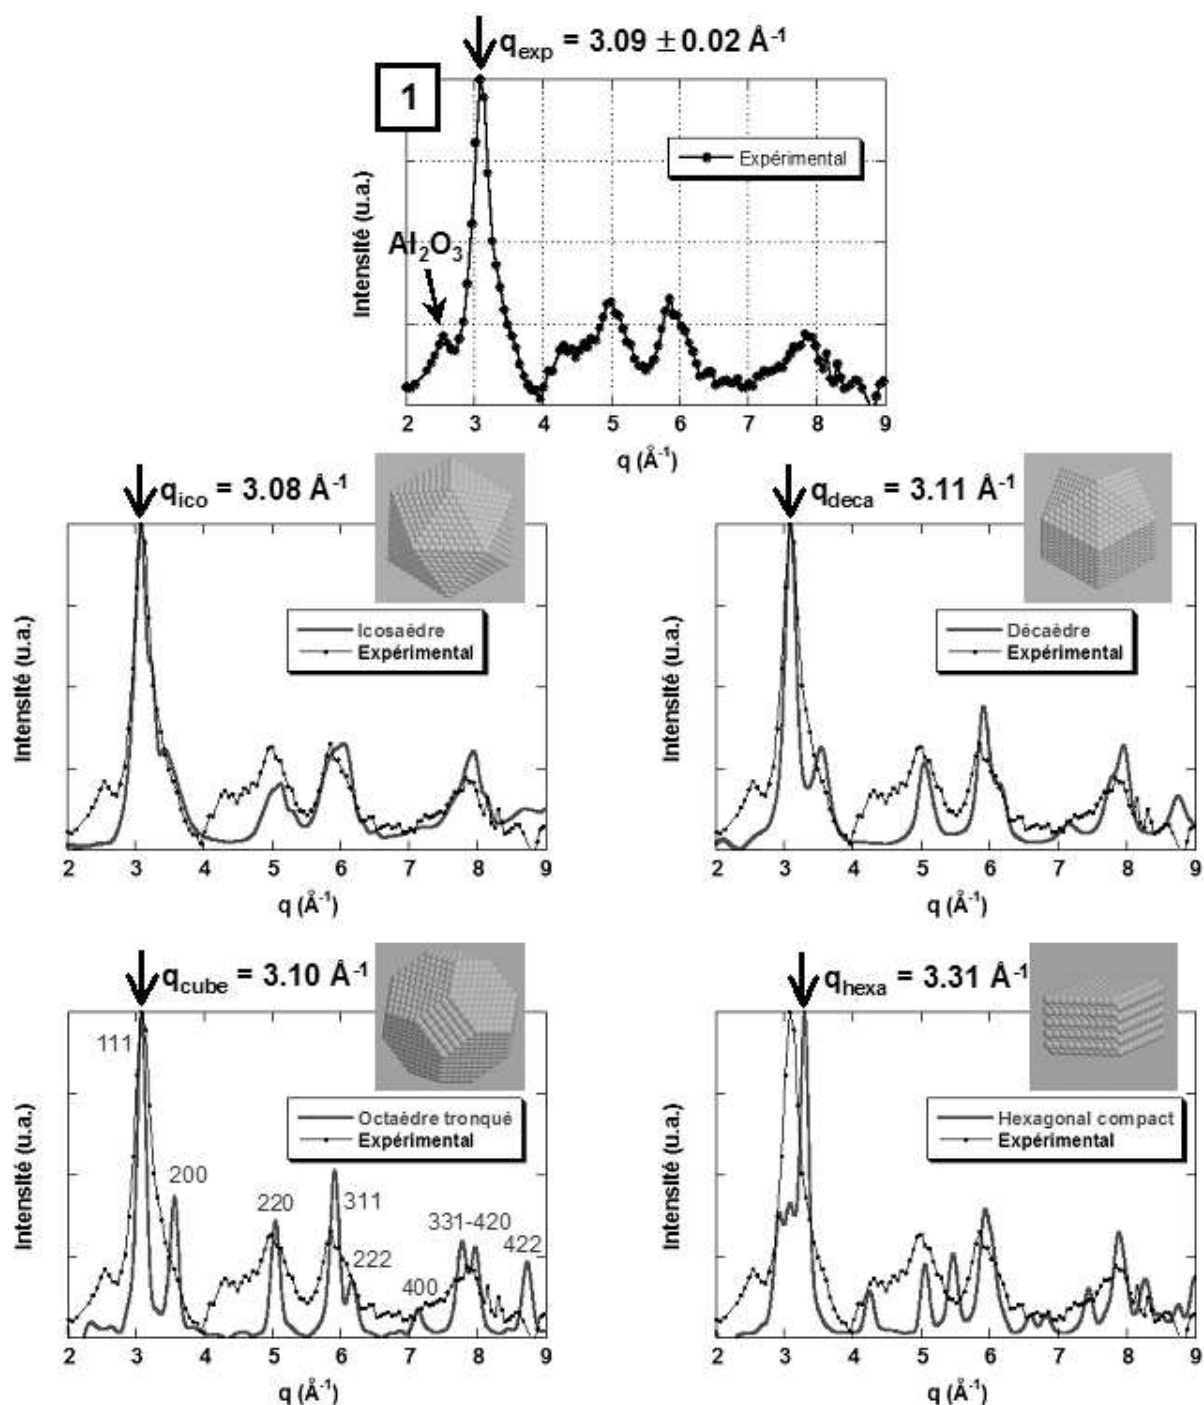 q_exp = 3.09 ± 0.02 Å⁻¹
1
Expérimental
Al₂O₃
Intensité (u.a.)
2 3 4 5 6 7 8 9
q (Å⁻¹)
q_ico = 3.08 Å⁻¹
Icosaèdre
Expérimental
Intensité (u.a.)
2 3 4 5 6 7 8 9
q (Å⁻¹)
q_deca = 3.11 Å⁻¹
Décaèdre
Expérimental
Intensité (u.a.)
2 3 4 5 6 7 8 9
q (Å⁻¹)
q_cube = 3.10 Å⁻¹
111
Octaèdre tronqué
Expérimental
200
220
311
222
400
331-420
422
Intensité (u.a.)
2 3 4 5 6 7 8 9
q (Å⁻¹)
q_hexa = 3.31 Å⁻¹
Hexagonal compact
Expérimental
Intensité (u.a.)
2 3 4 5 6 7 8 9
q (Å⁻¹)